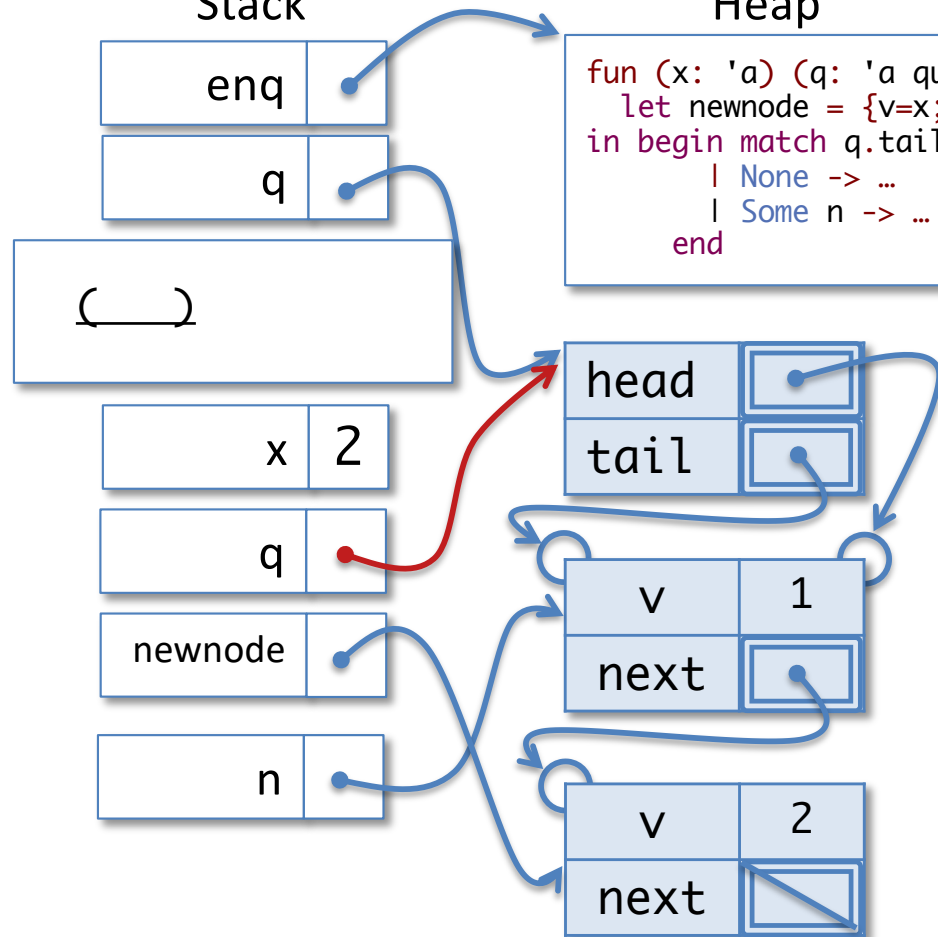 Stack
Heap
enq
fun (x: 'a) (q: 'a qu
let newnode = {v=x;
in begin match q.tail
| None -> …
| Some n -> …
end
q
(___)
head
tail
x 2
q
v 1
next
newnode
n
v 2
next